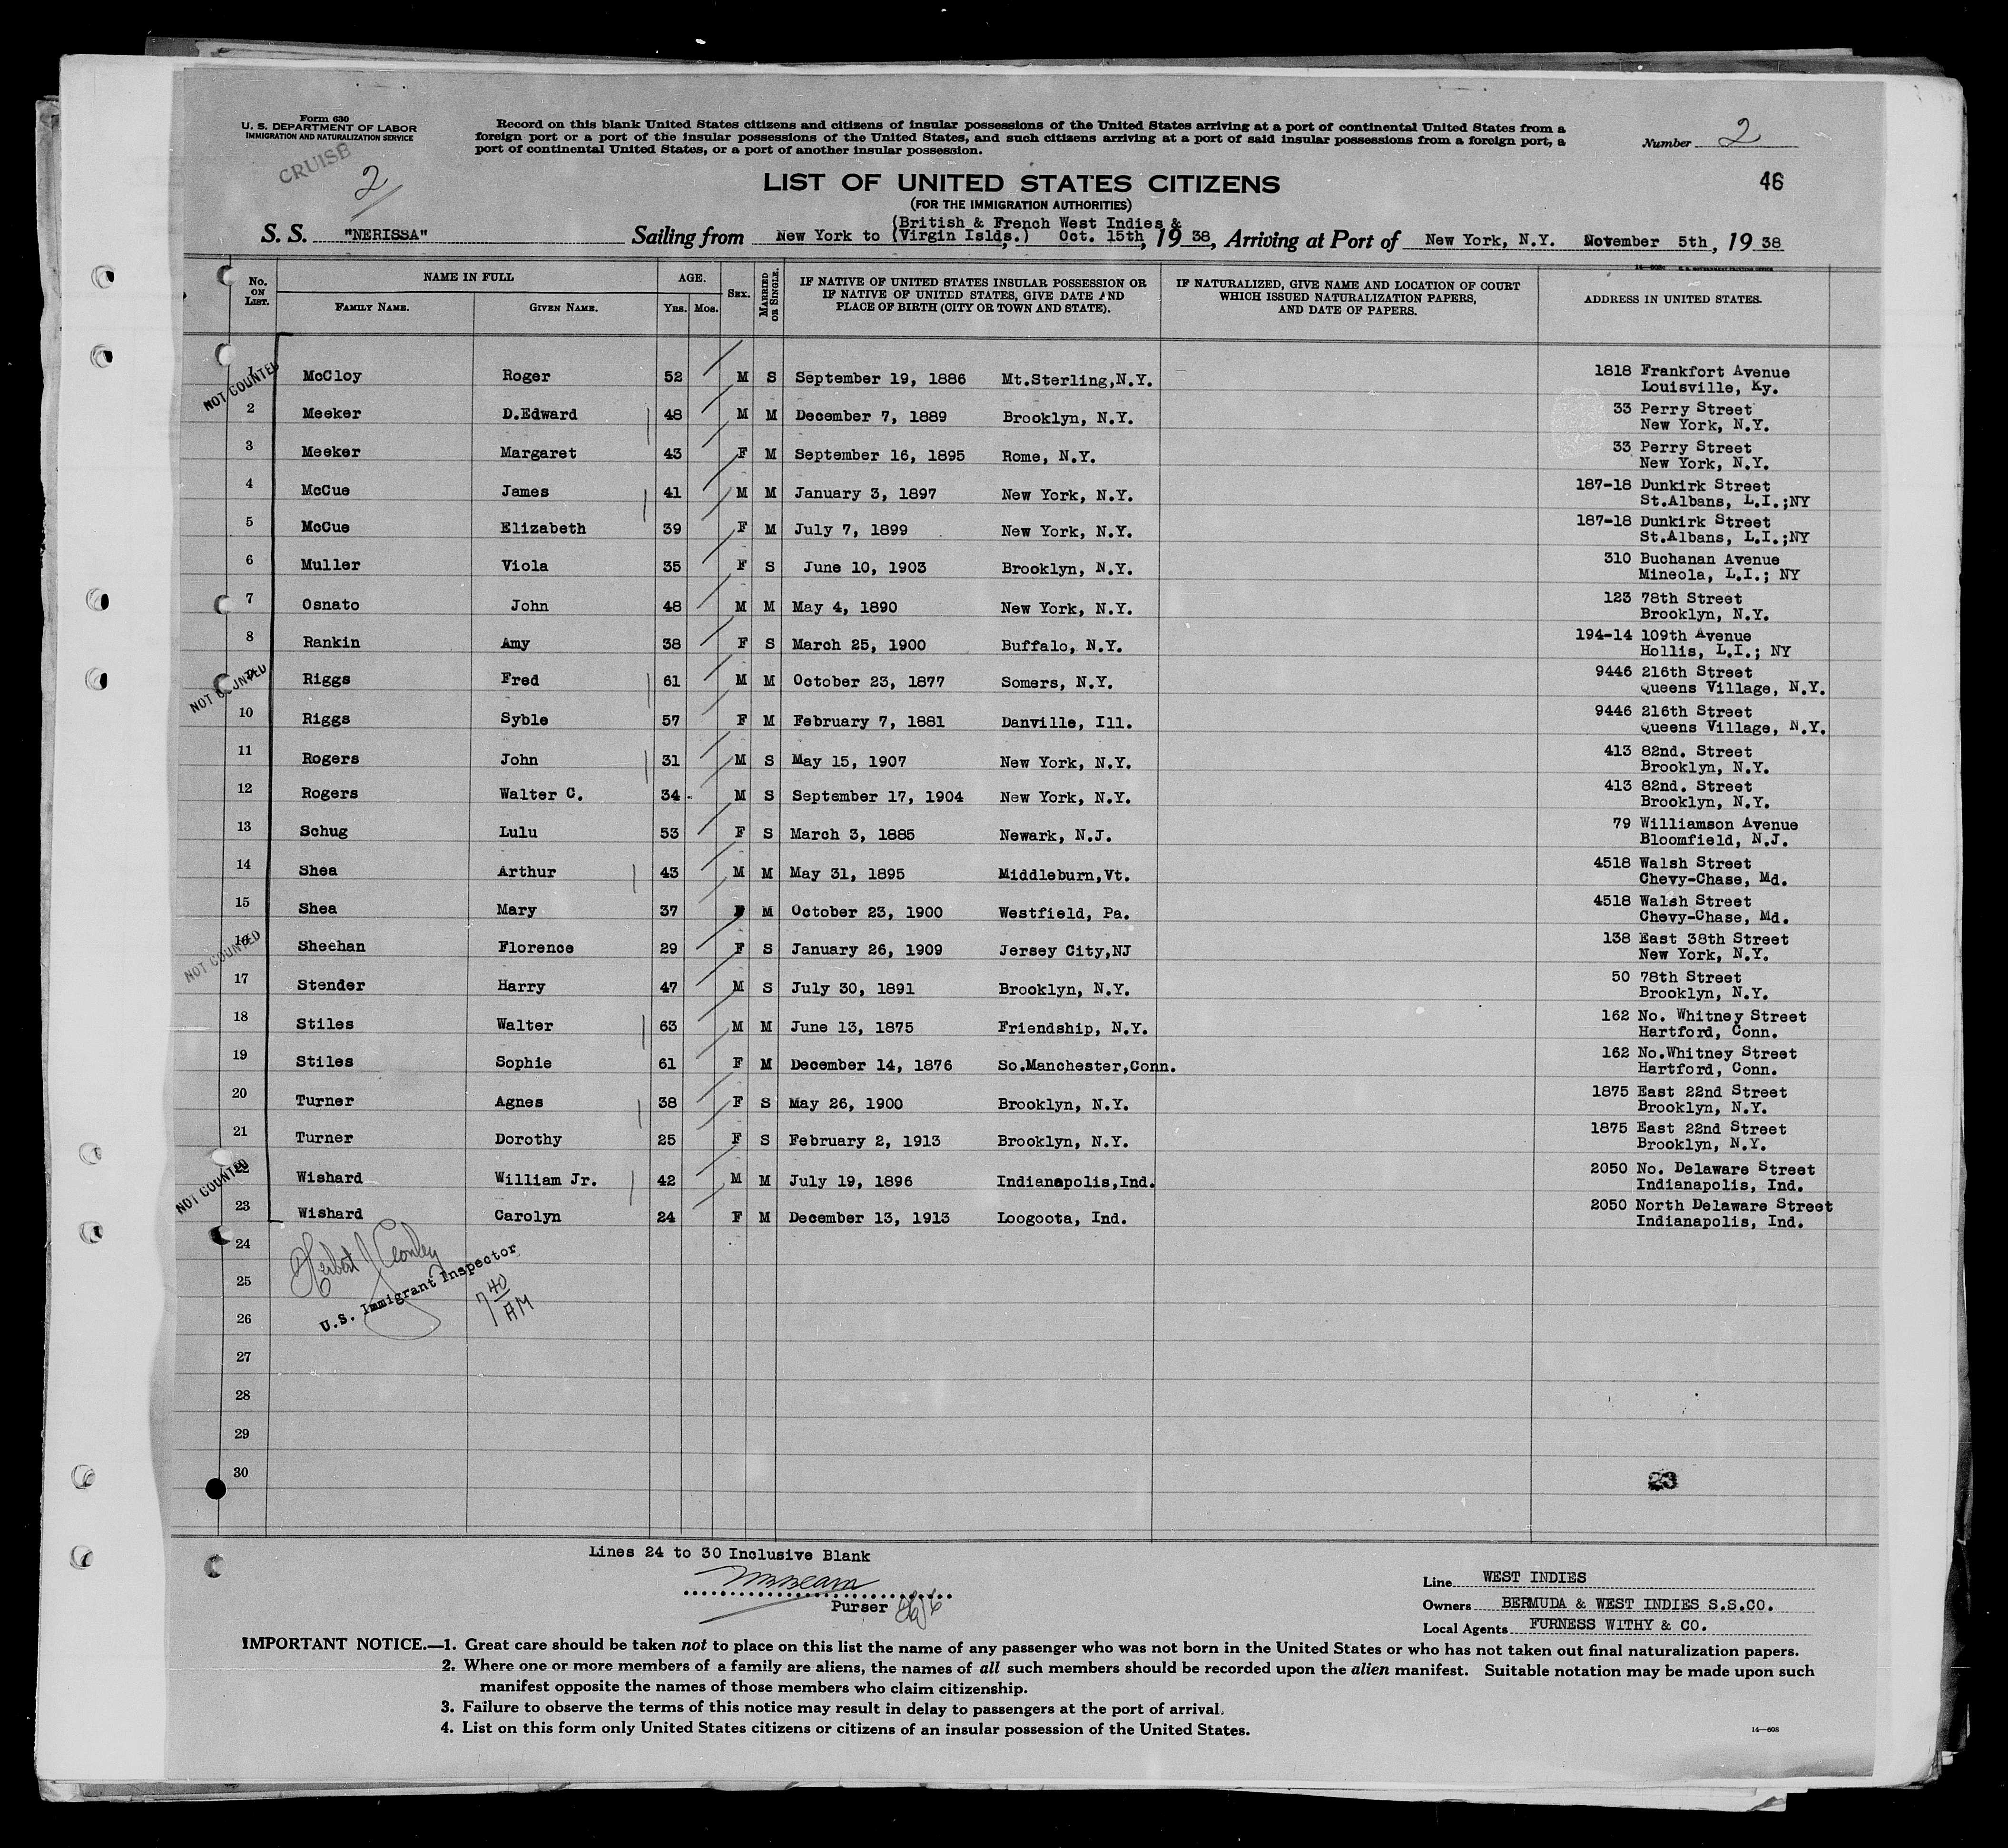 Form 630
U. S. DEPARTMENT OF LABOR
IMMIGRATION AND NATURALIZATION SERVICE
CRUISE
2
Record on this blank United States citizens and citizens of insular possessions of the United States arriving at a port of continental United States from a
foreign port or a port of the insular possessions of the United States, and such citizens arriving at a port of said insular possessions from a foreign port, a
port of continental United States, or a port of another insular possession.
Number 2
46
LIST OF UNITED STATES CITIZENS
(FOR THE IMMIGRATION AUTHORITIES)
(British & French West Indies &
S. S. "NERISSA" Sailing from New York to (Virgin Islds.) Oct. 15th, 19 38, Arriving at Port of New York, N.Y. November 5th, 19 38
No. ON LIST. NAME IN FULL FAMILY NAME. GIVEN NAME. AGE. YRS. MOS. SEX. MARRIED OR SINGLE.
IF NATIVE OF UNITED STATES INSULAR POSSESSION OR
IF NATIVE OF UNITED STATES, GIVE DATE AND
PLACE OF BIRTH (CITY OR TOWN AND STATE).
IF NATURALIZED, GIVE NAME AND LOCATION OF COURT
WHICH ISSUED NATURALIZATION PAPERS,
AND DATE OF PAPERS.
ADDRESS IN UNITED STATES.
NOT COUNTED
1 McCloy Roger 52 M S September 19, 1886 Mt.Sterling,N.Y. 1818 Frankfort Avenue
Louisville, Ky.
2 Meeker D.Edward 48 M M December 7, 1889 Brooklyn, N.Y. 33 Perry Street
New York, N.Y.
3 Meeker Margaret 43 F M September 16, 1895 Rome, N.Y. 33 Perry Street
New York, N.Y.
4 McCue James 41 M M January 3, 1897 New York, N.Y. 187-18 Dunkirk Street
St.Albans, L.I.;NY
5 McCue Elizabeth 39 F M July 7, 1899 New York, N.Y. 187-18 Dunkirk Street
St.Albans, L.I.;NY
6 Muller Viola 35 F S June 10, 1903 Brooklyn, N.Y. 310 Buchanan Avenue
Mineola, L.I.; NY
7 Osnato John 48 M M May 4, 1890 New York, N.Y. 123 78th Street
Brooklyn, N.Y.
8 Rankin Amy 38 F S March 25, 1900 Buffalo, N.Y. 194-14 109th Avenue
Hollis, L.I.; NY
NOT COUNTED
Riggs Fred 61 M M October 23, 1877 Somers, N.Y. 9446 216th Street
Queens Village, N.Y.
10 Riggs Syble 57 F M February 7, 1881 Danville, Ill. 9446 216th Street
Queens Village, N.Y.
11 Rogers John 31 M S May 15, 1907 New York, N.Y. 413 82nd. Street
Brooklyn, N.Y.
12 Rogers Walter C. 34 M S September 17, 1904 New York, N.Y. 413 82nd. Street
Brooklyn, N.Y.
13 Schug Lulu 53 F S March 3, 1885 Newark, N.J. 79 Williamson Avenue
Bloomfield, N.J.
14 Shea Arthur 43 M M May 31, 1895 Middleburn,Vt. 4518 Walsh Street
Chevy-Chase, Md.
15 Shea Mary 37 F M October 23, 1900 Westfield, Pa. 4518 Walsh Street
Chevy-Chase, Md.
NOT COUNTED
16 Sheehan Florence 29 F S January 26, 1909 Jersey City,NJ 138 East 38th Street
New York, N.Y.
17 Stender Harry 47 M S July 30, 1891 Brooklyn, N.Y. 50 78th Street
Brooklyn, N.Y.
18 Stiles Walter 63 M M June 13, 1875 Friendship, N.Y. 162 No. Whitney Street
Hartford, Conn.
19 Stiles Sophie 61 F M December 14, 1876 So.Manchester,Conn. 162 No.Whitney Street
Hartford, Conn.
20 Turner Agnes 38 F S May 26, 1900 Brooklyn, N.Y. 1875 East 22nd Street
Brooklyn, N.Y.
21 Turner Dorothy 25 F S February 2, 1913 Brooklyn, N.Y. 1875 East 22nd Street
Brooklyn, N.Y.
NOT COUNTED
22 Wishard William Jr. 42 M M July 19, 1896 Indianapolis,Ind. 2050 No. Delaware Street
Indianapolis, Ind.
23 Wishard Carolyn 24 F M December 13, 1913 Loogoota, Ind. 2050 North Delaware Street
Indianapolis, Ind.
24
Herbert J Conley
25
U.S. Immigrant Inspector
7 40 AM
26
27
28
29
30
23
Lines 24 to 30 Inclusive Blank
Purser
Line WEST INDIES
Owners BERMUDA & WEST INDIES S.S.CO.
Local Agents FURNESS WITHY & CO.
IMPORTANT NOTICE.—1. Great care should be taken not to place on this list the name of any passenger who was not born in the United States or who has not taken out final naturalization papers.
2. Where one or more members of a family are aliens, the names of all such members should be recorded upon the alien manifest. Suitable notation may be made upon such
manifest opposite the names of those members who claim citizenship.
3. Failure to observe the terms of this notice may result in delay to passengers at the port of arrival.
4. List on this form only United States citizens or citizens of an insular possession of the United States.
14—608